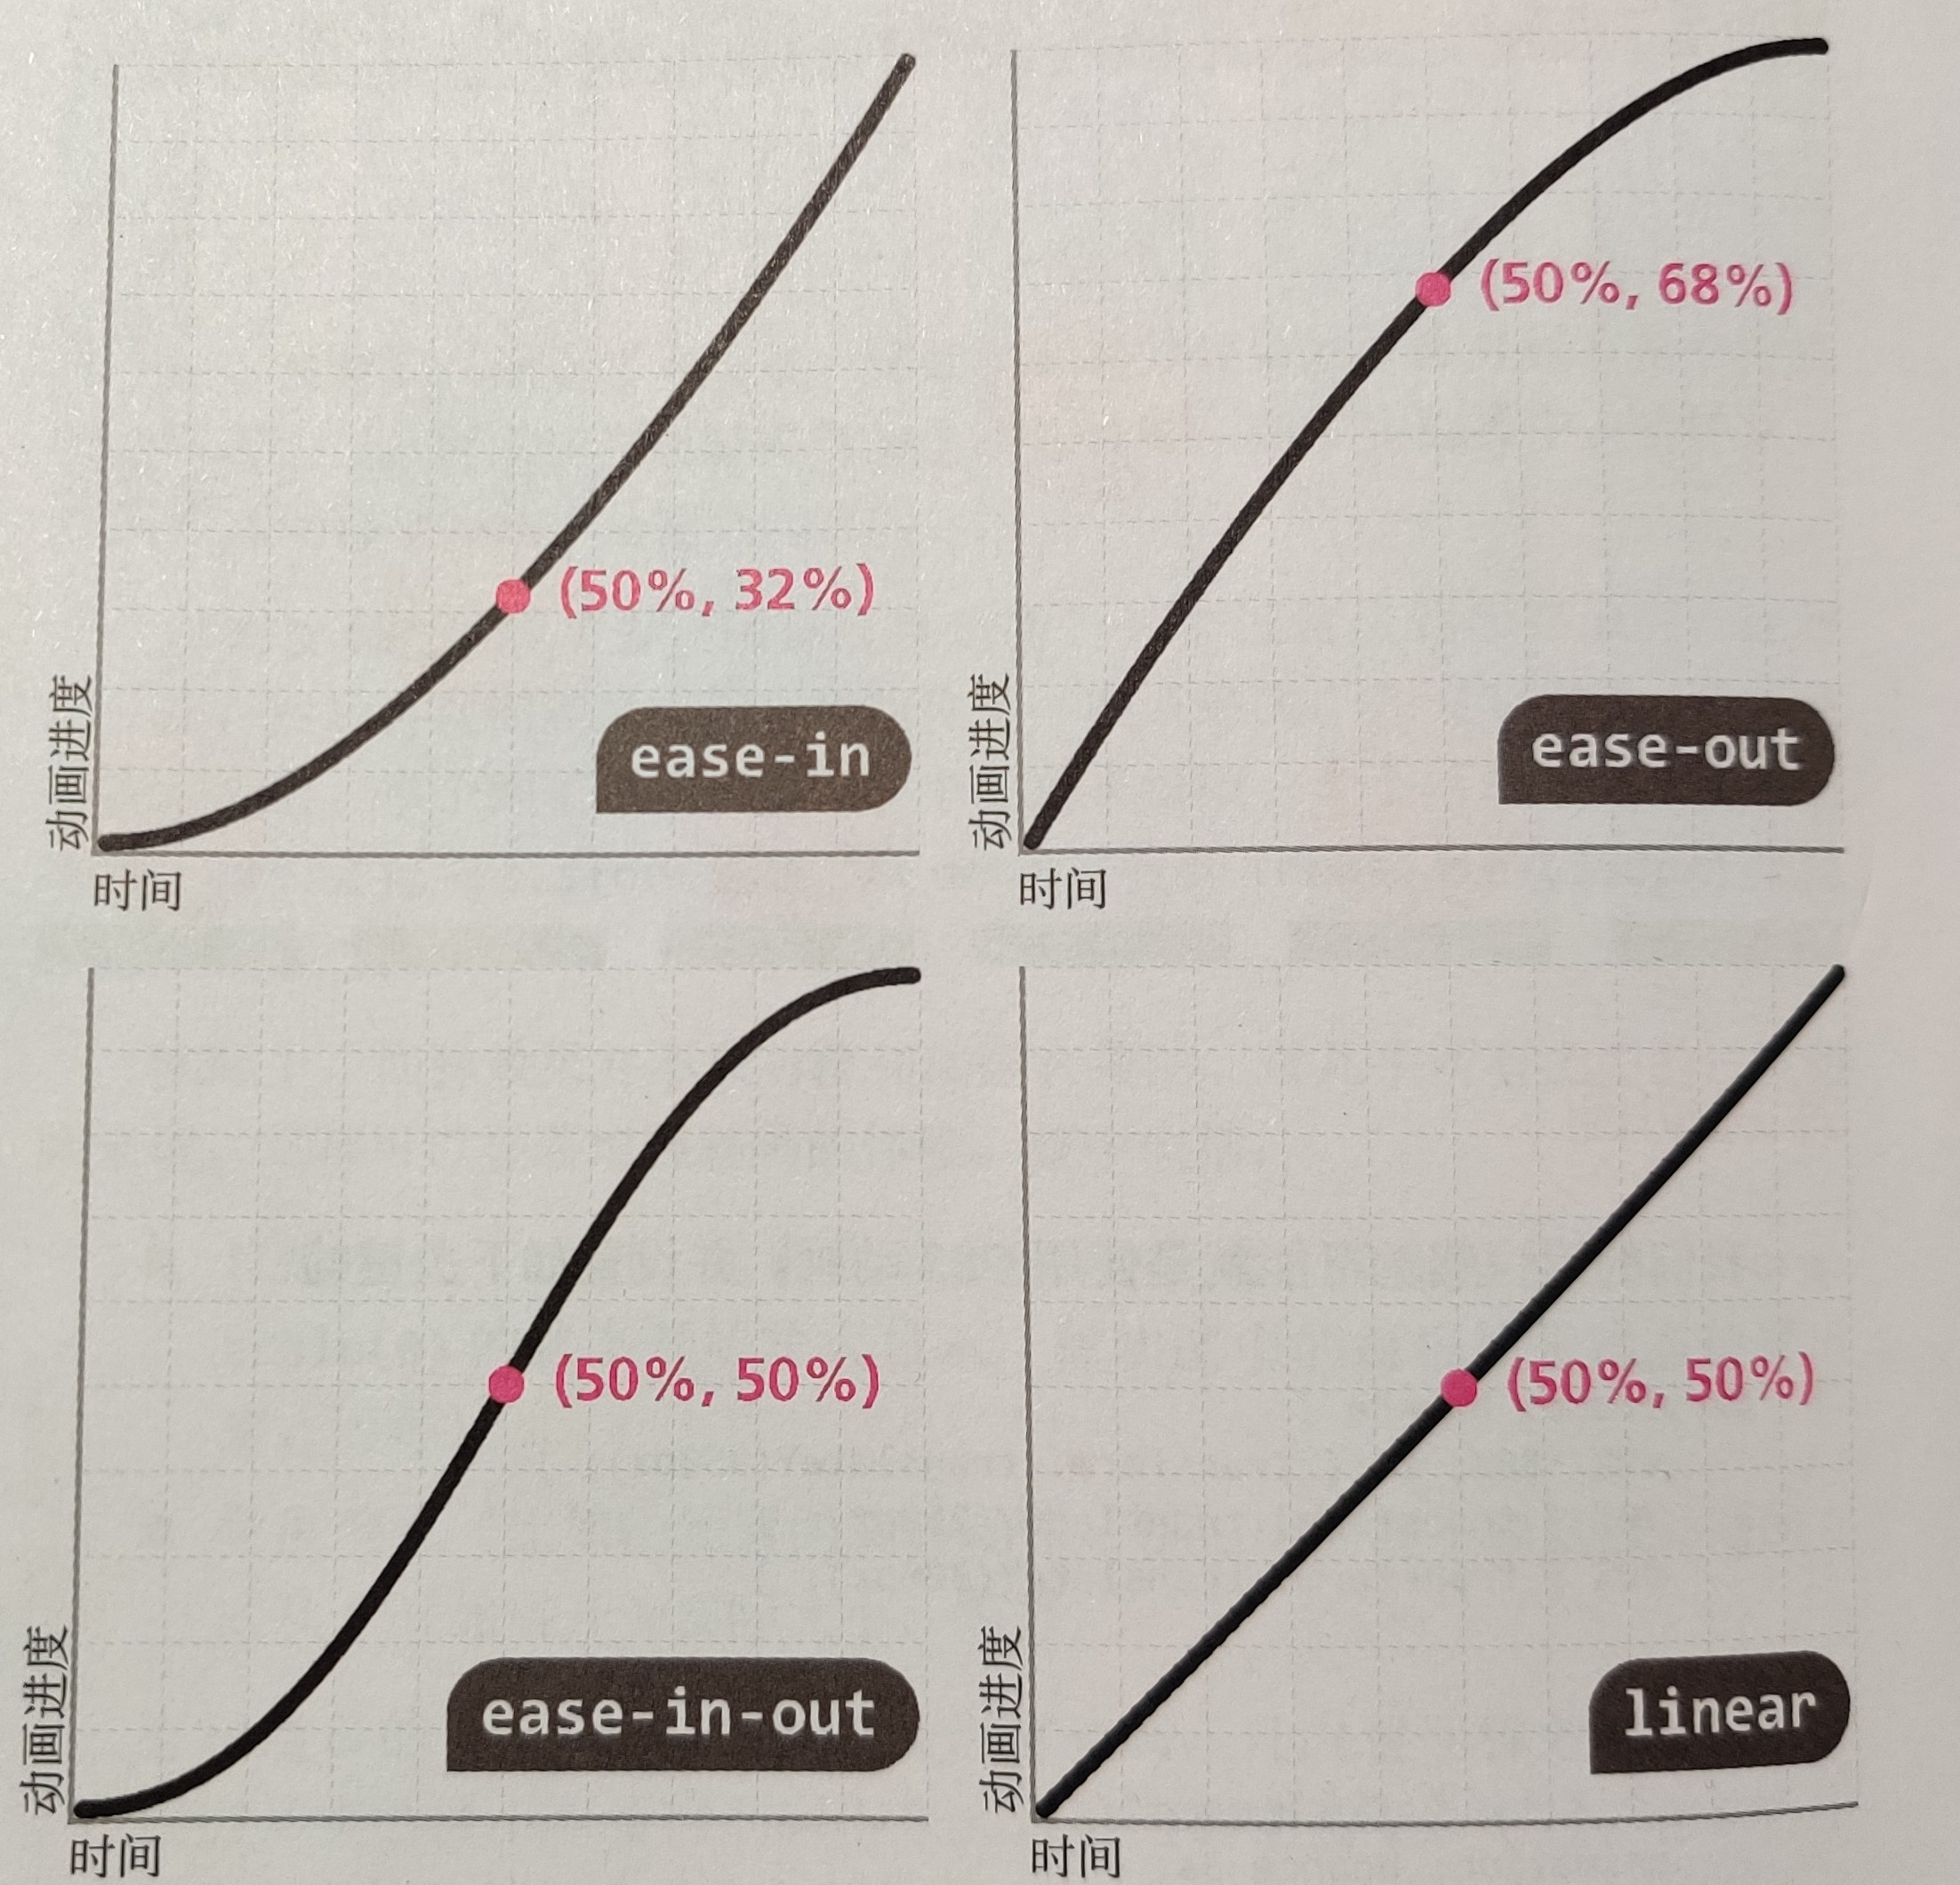 (50%, 32%)
ease-in
动画进度
时间
(50%, 68%)
ease-out
动画进度
时间
(50%, 50%)
ease-in-out
动画进度
时间
(50%, 50%)
linear
动画进度
时间